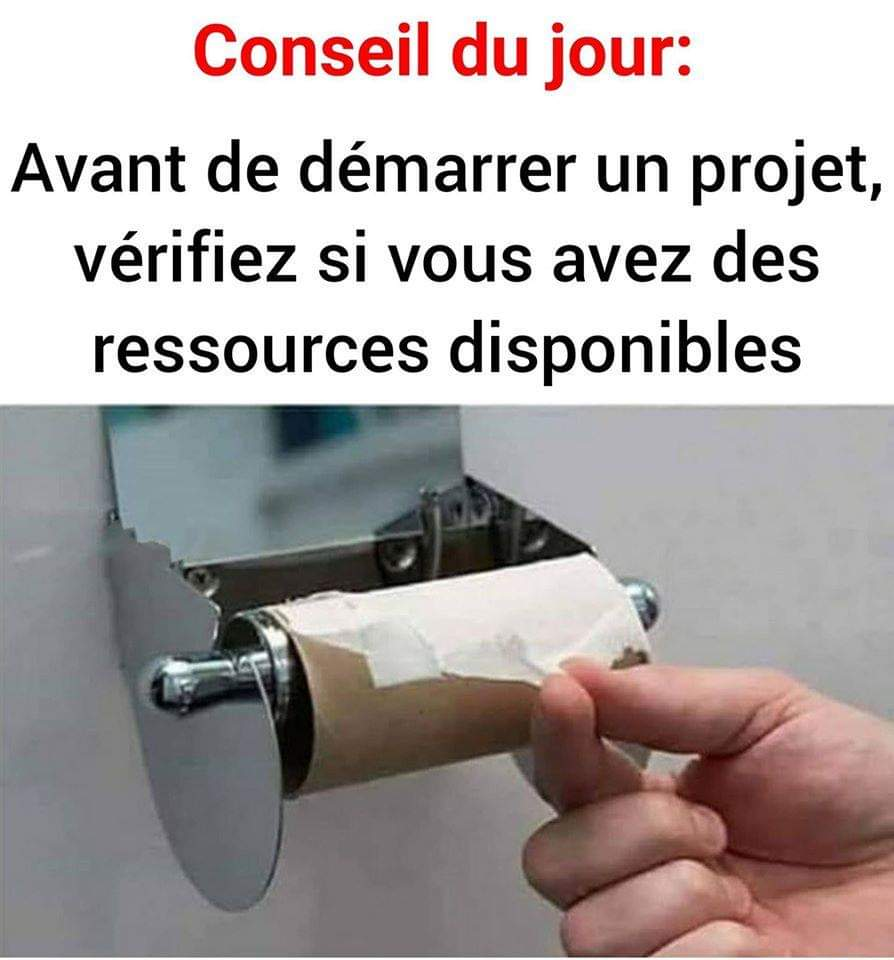 Conseil du jour:
Avant de démarrer un projet,
vérifiez si vous avez des
ressources disponibles